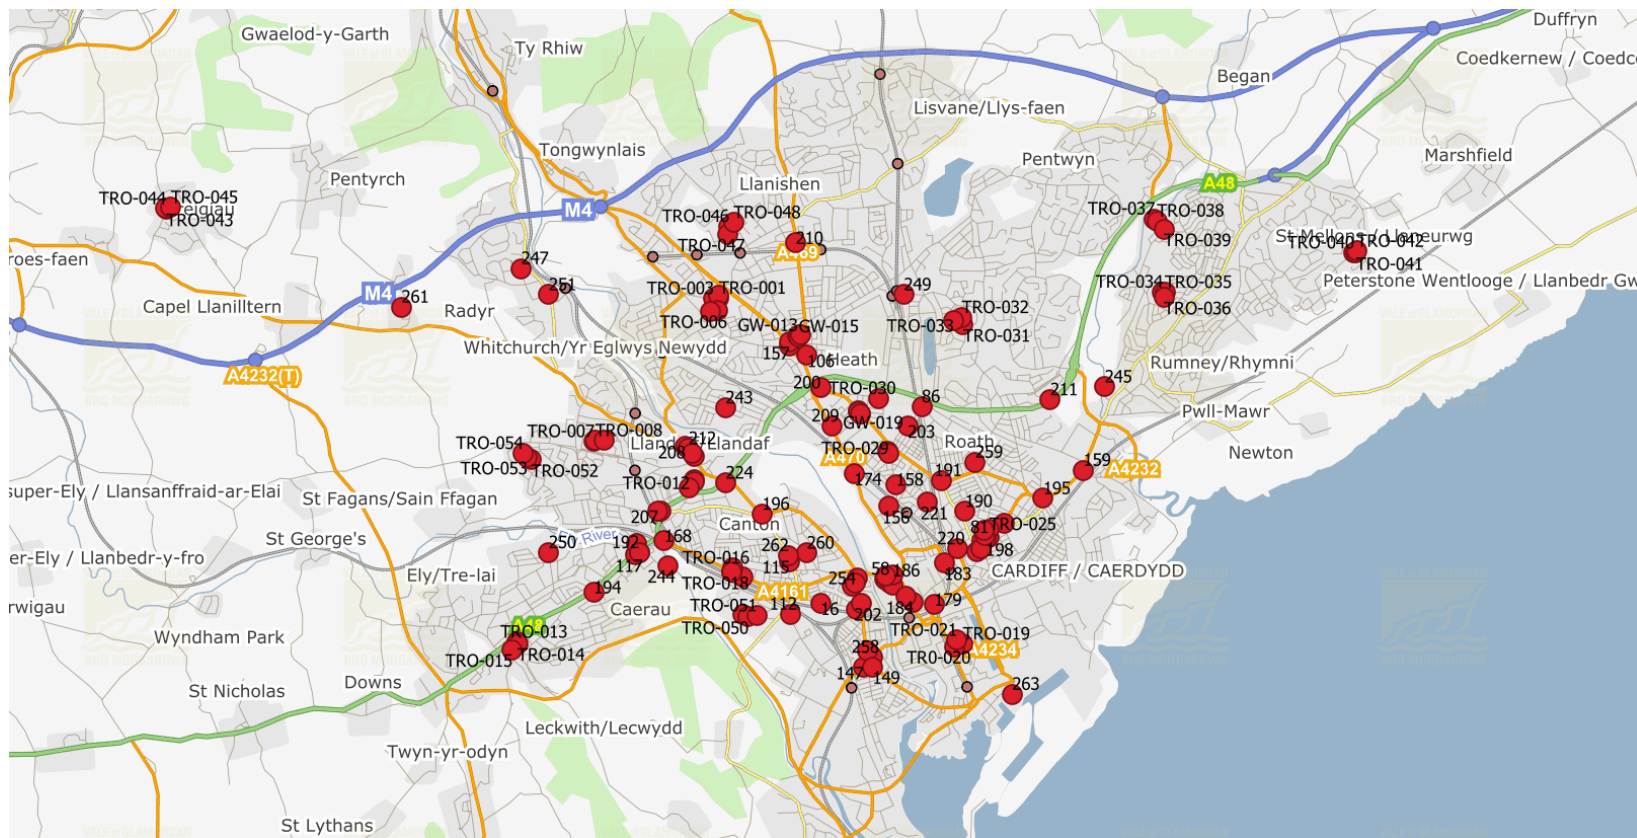 Duffryn
Gwaelod-y-Garth
Ty Rhiw
Coedkernew / Coedce
Began
Lisvane/Llys-faen
Tongwynlais
Pentwyn
Marshfield
Pentyrch
Llanishen
A48
TRO-044
TRO-045
reigiau
TRO-043
M4
TRO-046
TRO-048
TRO-037
TRO-038
TRO-047
210
A469
TRO-039
St Mellons / Llaneurwg
TRO-040
TRO-042
TRO-041
roes-faen
247
251
M4
261
Capel Llanilltern
Radyr
TRO-003
TRO-001
TRO-006
249
TRO-034
TRO-035
TRO-036
Peterstone Wentlooge / Llanbedr Gw
TRO-032
TRO-033
TRO-031
GW-013
GW-015
157
106
Heath
Whitchurch/Yr Eglwys Newydd
A4232(T)
Rumney/Rhymni
200
TRO-030
86
211
245
243
209
GW-019
203
Pwll-Mawr
TRO-007
TRO-008
212
208
TRO-029
Roath
Newton
TRO-054
TRO-053
TRO-052
A470
259
159
A4232
super-Ely / Llansanffraid-ar-Elai
St Fagans/Sain Ffagan
TRO-012
224
174
158
191
195
207
196
Canton
156
221
190
TRO-025
81
St George's
Ely River
er-Ely / Llanbedr-y-fro
250
192
168
117
262
260
220
198
Ely/Tre-lai
244
TRO-016
115
TRO-018
254
58
186
183
CARDIFF / CAERDYDD
194
A4161
rwigau
Caerau
TRO-051
112
16
202
184
179
TRO-050
A48
Wyndham Park
TRO-013
TRO-015
TRO-014
TRO-021
TRO-019
TR0-020
A4234
258
147
149
263
St Nicholas
Downs
Leckwith/Lecwydd
Twyn-yr-odyn
St Lythans